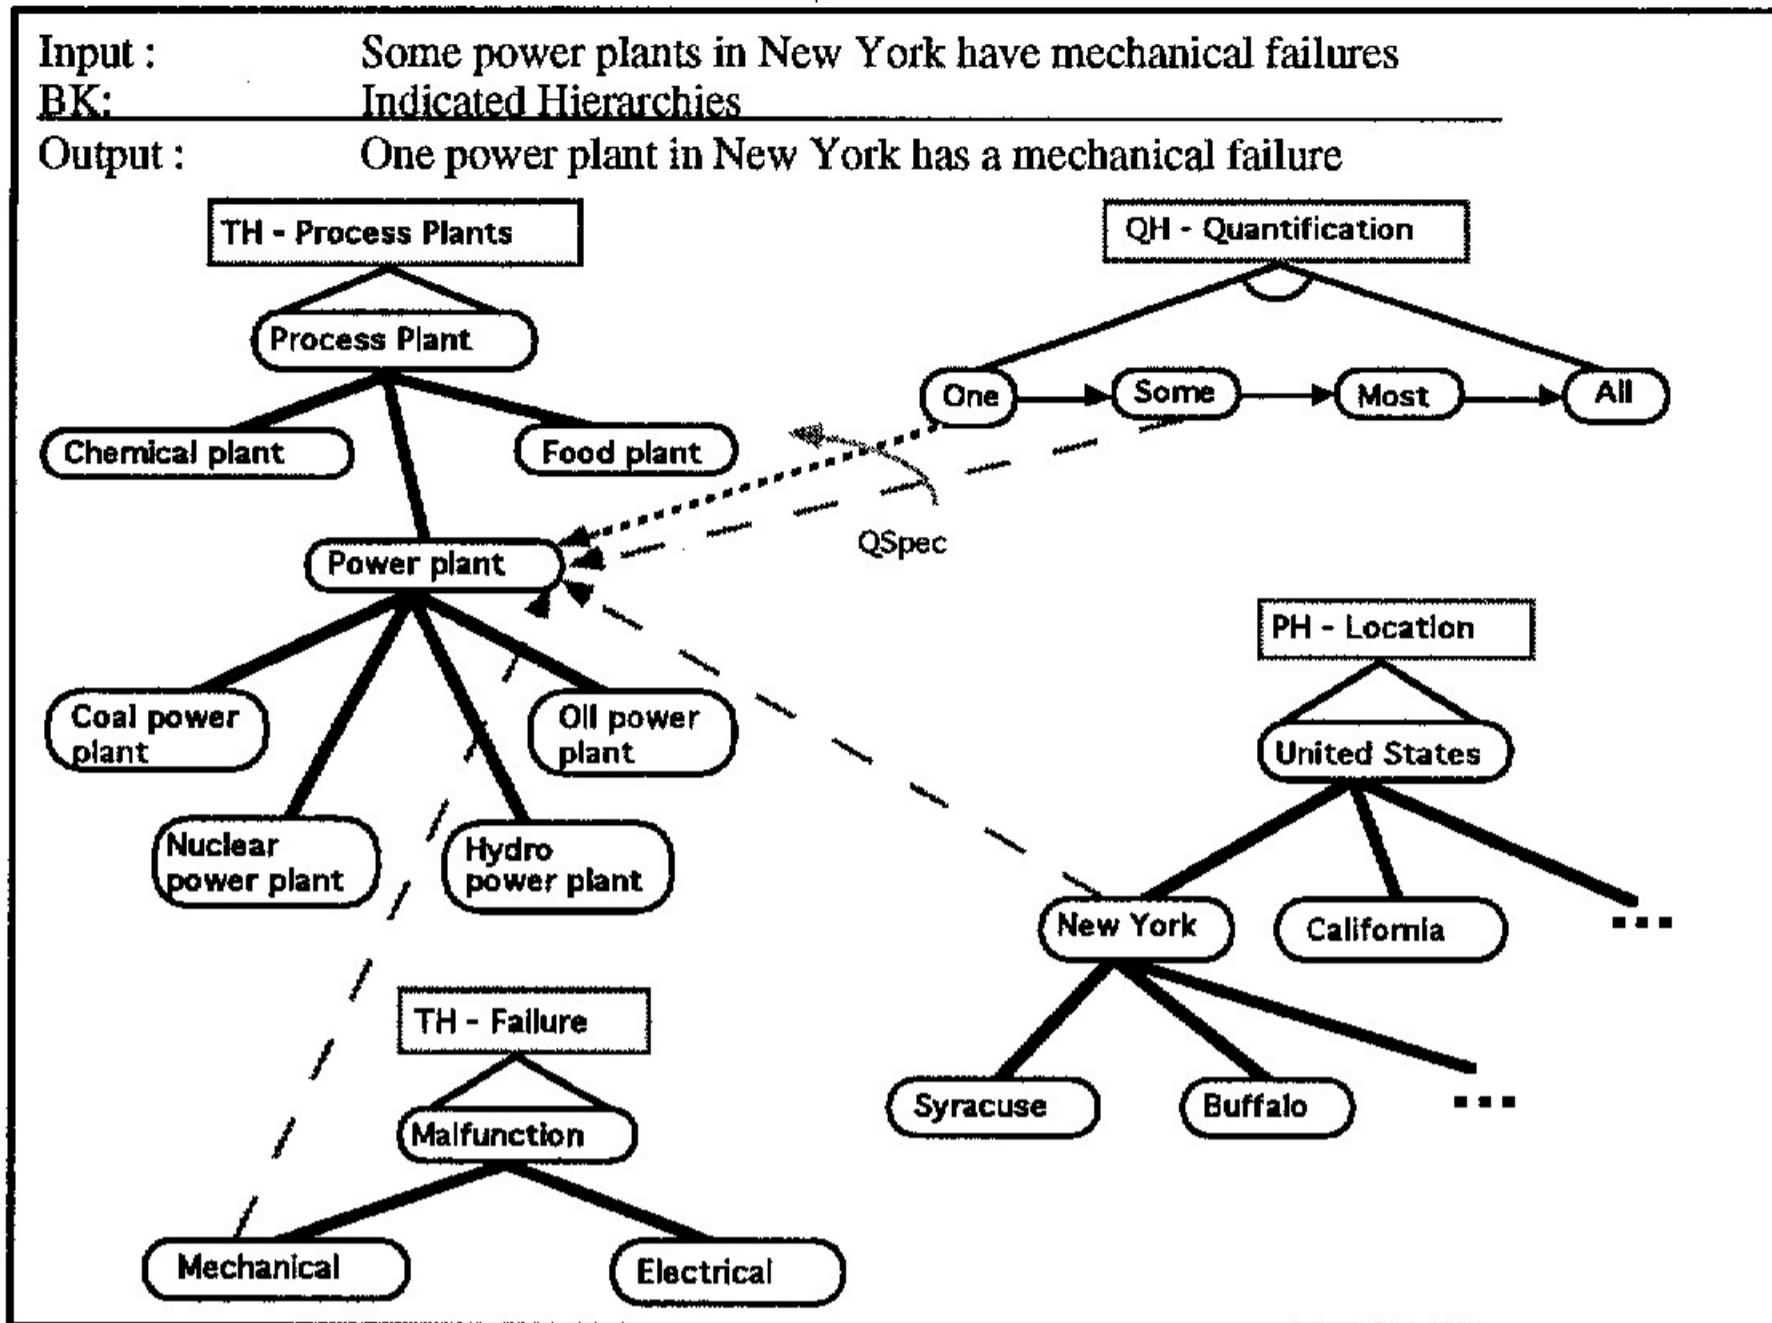 Input : Some power plants in New York have mechanical failures
BK: Indicated Hierarchies
Output : One power plant in New York has a mechanical failure
TH - Process Plants
QH - Quantification
Process Plant
One
Some
Most
All
Chemical plant
Food plant
QSpec
Power plant
PH - Location
Coal power
plant
Oil power
plant
United States
Nuclear
power plant
Hydro
power plant
New York
California
...
TH - Failure
Malfunction
Syracuse
Buffalo
...
Mechanical
Electrical